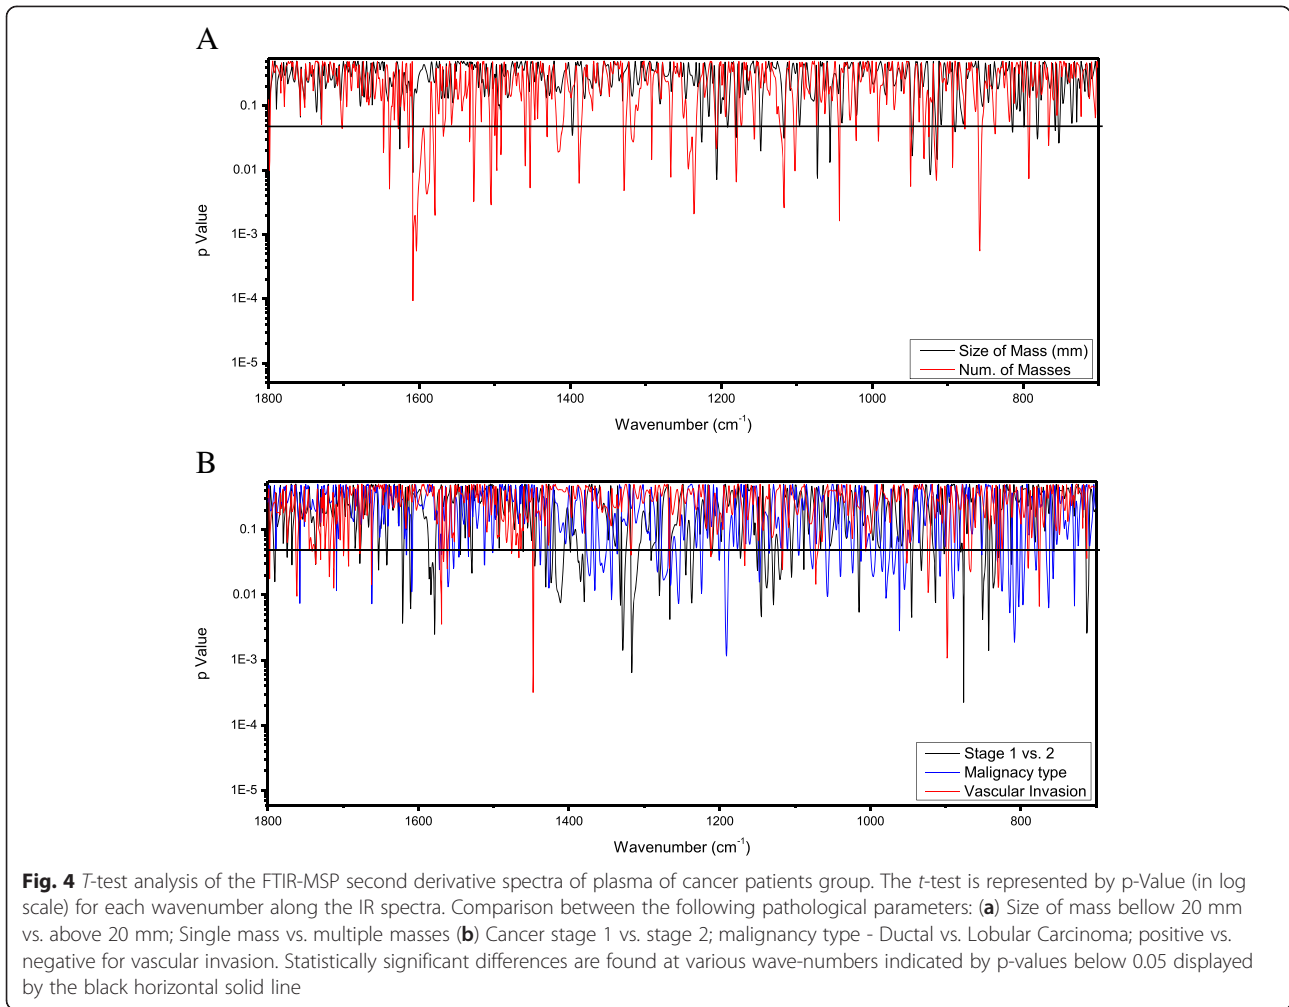 A
0.1
0.01
1E-3
1E-4
1E-5
p Value
1800 1600 1400 1200 1000 800
Wavenumber (cm-1)
Size of Mass (mm)
Num. of Masses
B
0.1
0.01
1E-3
1E-4
1E-5
p Value
1800 1600 1400 1200 1000 800
Wavenumber (cm-1)
Stage 1 vs. 2
Malignacy type
Vascular Invasion
Fig. 4 T-test analysis of the FTIR-MSP second derivative spectra of plasma of cancer patients group. The t-test is represented by p-Value (in log
scale) for each wavenumber along the IR spectra. Comparison between the following pathological parameters: (a) Size of mass bellow 20 mm
vs. above 20 mm; Single mass vs. multiple masses (b) Cancer stage 1 vs. stage 2; malignancy type - Ductal vs. Lobular Carcinoma; positive vs.
negative for vascular invasion. Statistically significant differences are found at various wave-numbers indicated by p-values below 0.05 displayed
by the black horizontal solid line